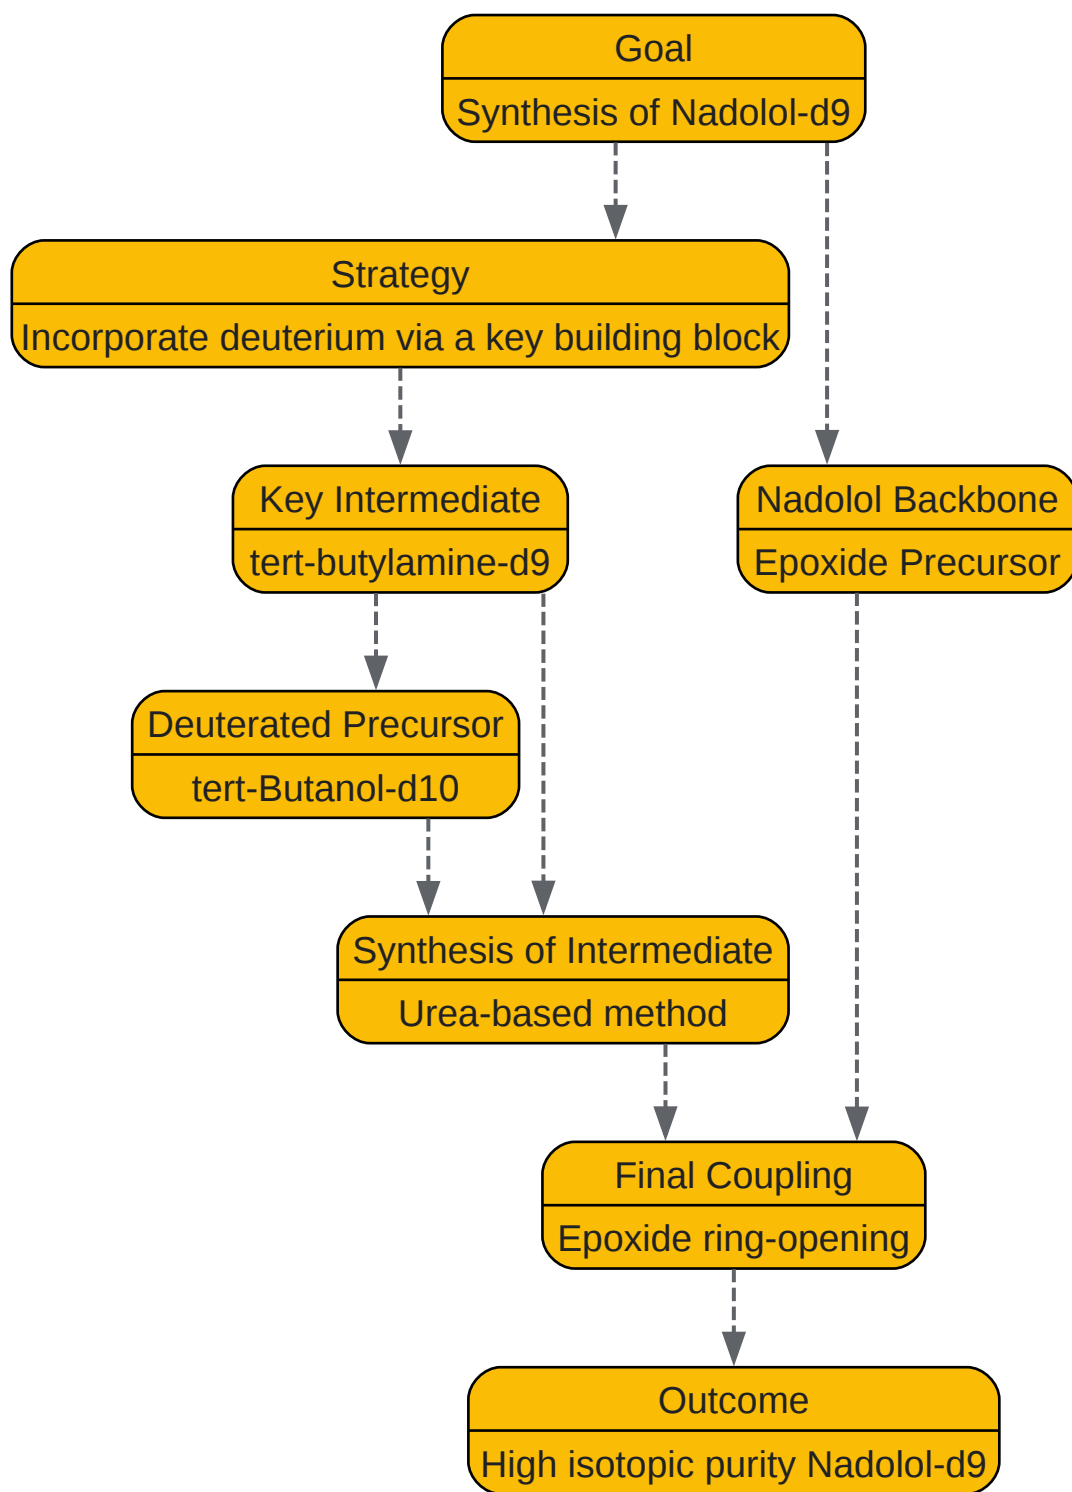 Goal
Synthesis of Nadolol-d9
Strategy
Incorporate deuterium via a key building block
Key Intermediate
tert-butylamine-d9
Nadolol Backbone
Epoxide Precursor
Deuterated Precursor
tert-Butanol-d10
Synthesis of Intermediate
Urea-based method
Final Coupling
Epoxide ring-opening
Outcome
High isotopic purity Nadolol-d9